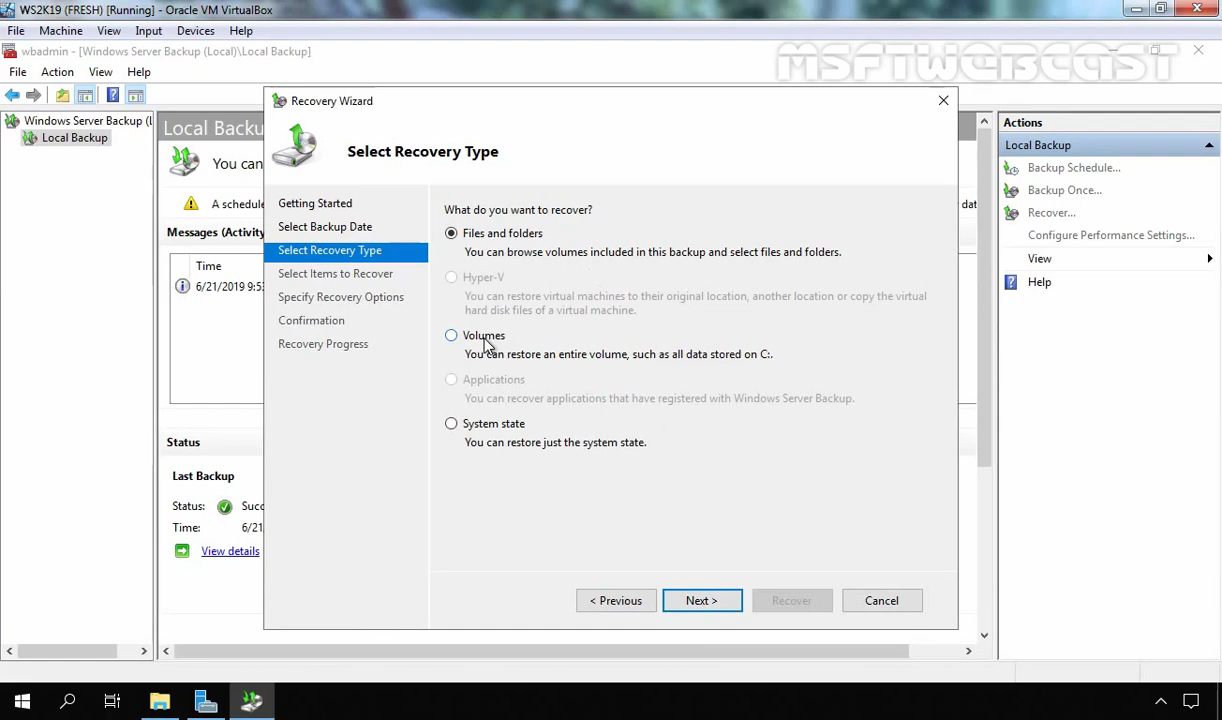 WS2K19 (FRESH) [Running] - Oracle VM VirtualBox
File Machine View Input Devices Help
wbadmin - [Windows Server Backup (Local)\Local Backup]
MSFTWEBCAST
File Action View Help
Windows Server Backup (L
Local Backup
Local Backu
You can
A schedule
dat
Messages (Activity
Time
6/21/2019 9:53
Status
Last Backup
Status: Succ
Time: 6/21
View details
Recovery Wizard
Select Recovery Type
Getting Started
Select Backup Date
Select Recovery Type
Select Items to Recover
Specify Recovery Options
Confirmation
Recovery Progress
What do you want to recover?
Files and folders
You can browse volumes included in this backup and select files and folders.
Hyper-V
You can restore virtual machines to their original location, another location or copy the virtual
hard disk files of a virtual machine.
Volumes
You can restore an entire volume, such as all data stored on C:.
Applications
You can recover applications that have registered with Windows Server Backup.
System state
You can restore just the system state.
< Previous Next > Recover Cancel
Actions
Local Backup
Backup Schedule...
Backup Once...
Recover...
Configure Performance Settings...
View
Help